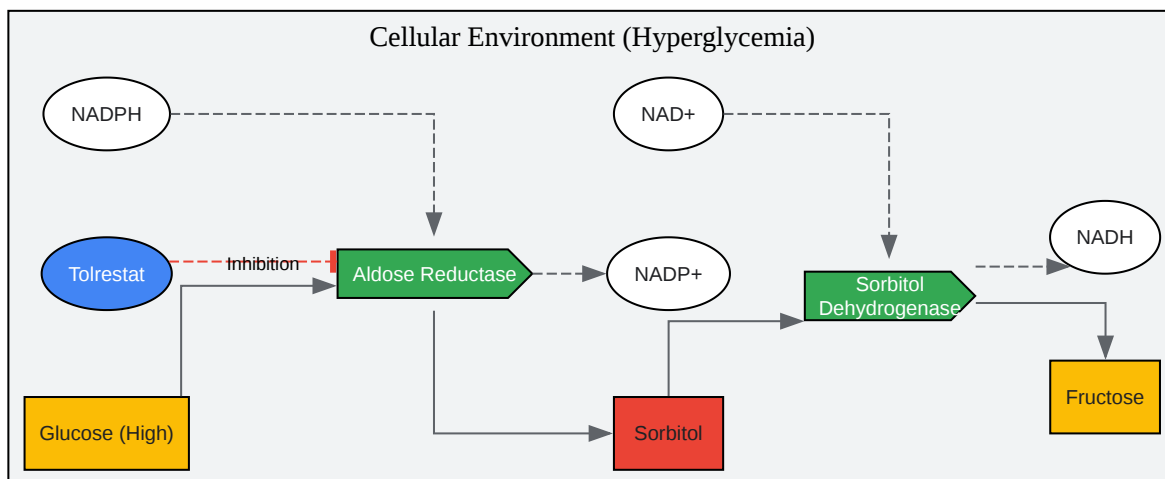 Cellular Environment (Hyperglycemia)
NADPH
NAD+
Tolrestat
Inhibition
Aldose Reductase
NADP+
Sorbitol
Dehydrogenase
NADH
Glucose (High)
Sorbitol
Fructose